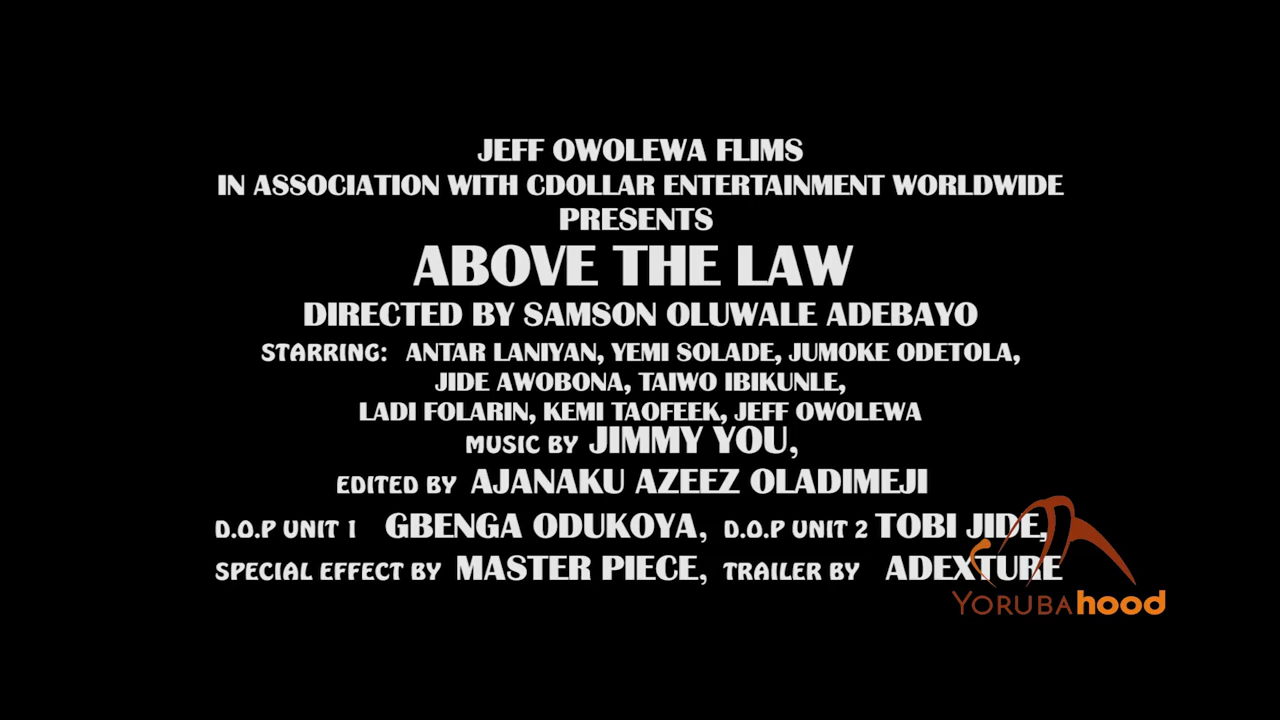 JEFF OWOLEWA FLIMS
IN ASSOCIATION WITH CDOLLAR ENTERTAINMENT WORLDWIDE
PRESENTS
ABOVE THE LAW
DIRECTED BY SAMSON OLUWALE ADEBAYO
STARRING: ANTAR LANIYAN, YEMI SOLADE, JUMOKE ODETOLA,
JIDE AWOBONA, TAIWO IBIKUNLE,
LADI FOLARIN, KEMI TAOFEEK, JEFF OWOLEWA
MUSIC BY JIMMY YOU,
EDITED BY AJANAKU AZEEZ OLADIMEJI
D.O.P UNIT 1 GBENGA ODUKOYA, D.O.P UNIT 2 TOBI JIDE,
SPECIAL EFFECT BY MASTER PIECE, TRAILER BY ADEXTURE
YORUBAhood